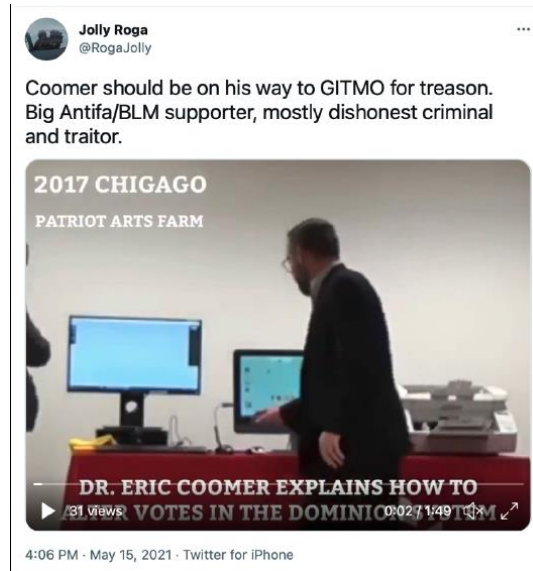 Jolly Roga
@RogaJolly
Coomer should be on his way to GITMO for treason.
Big Antifa/BLM supporter, mostly dishonest criminal
and traitor.
2017 CHIGAGO
PATRIOT ARTS FARM
DR. ERIC COOMER EXPLAINS HOW TO
VOTES IN THE DOMINION
31 views
0:02 / 1:49
4:06 PM · May 15, 2021 · Twitter for iPhone